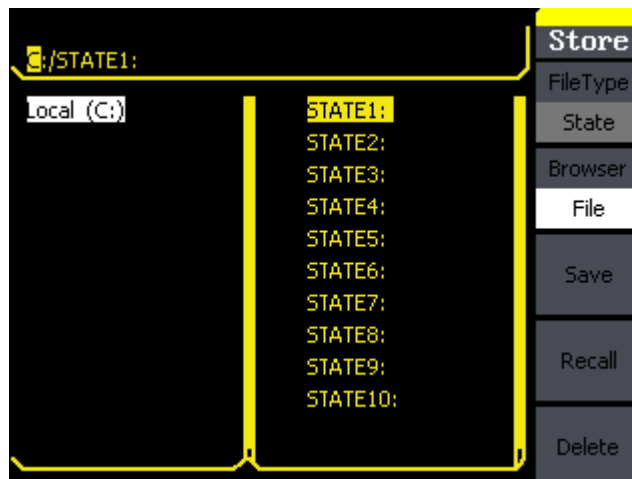 C:/STATE1:
Local (C:)
STATE1:
STATE2:
STATE3:
STATE4:
STATE5:
STATE6:
STATE7:
STATE8:
STATE9:
STATE10:
Store
FileType
State
Browser
File
Save
Recall
Delete